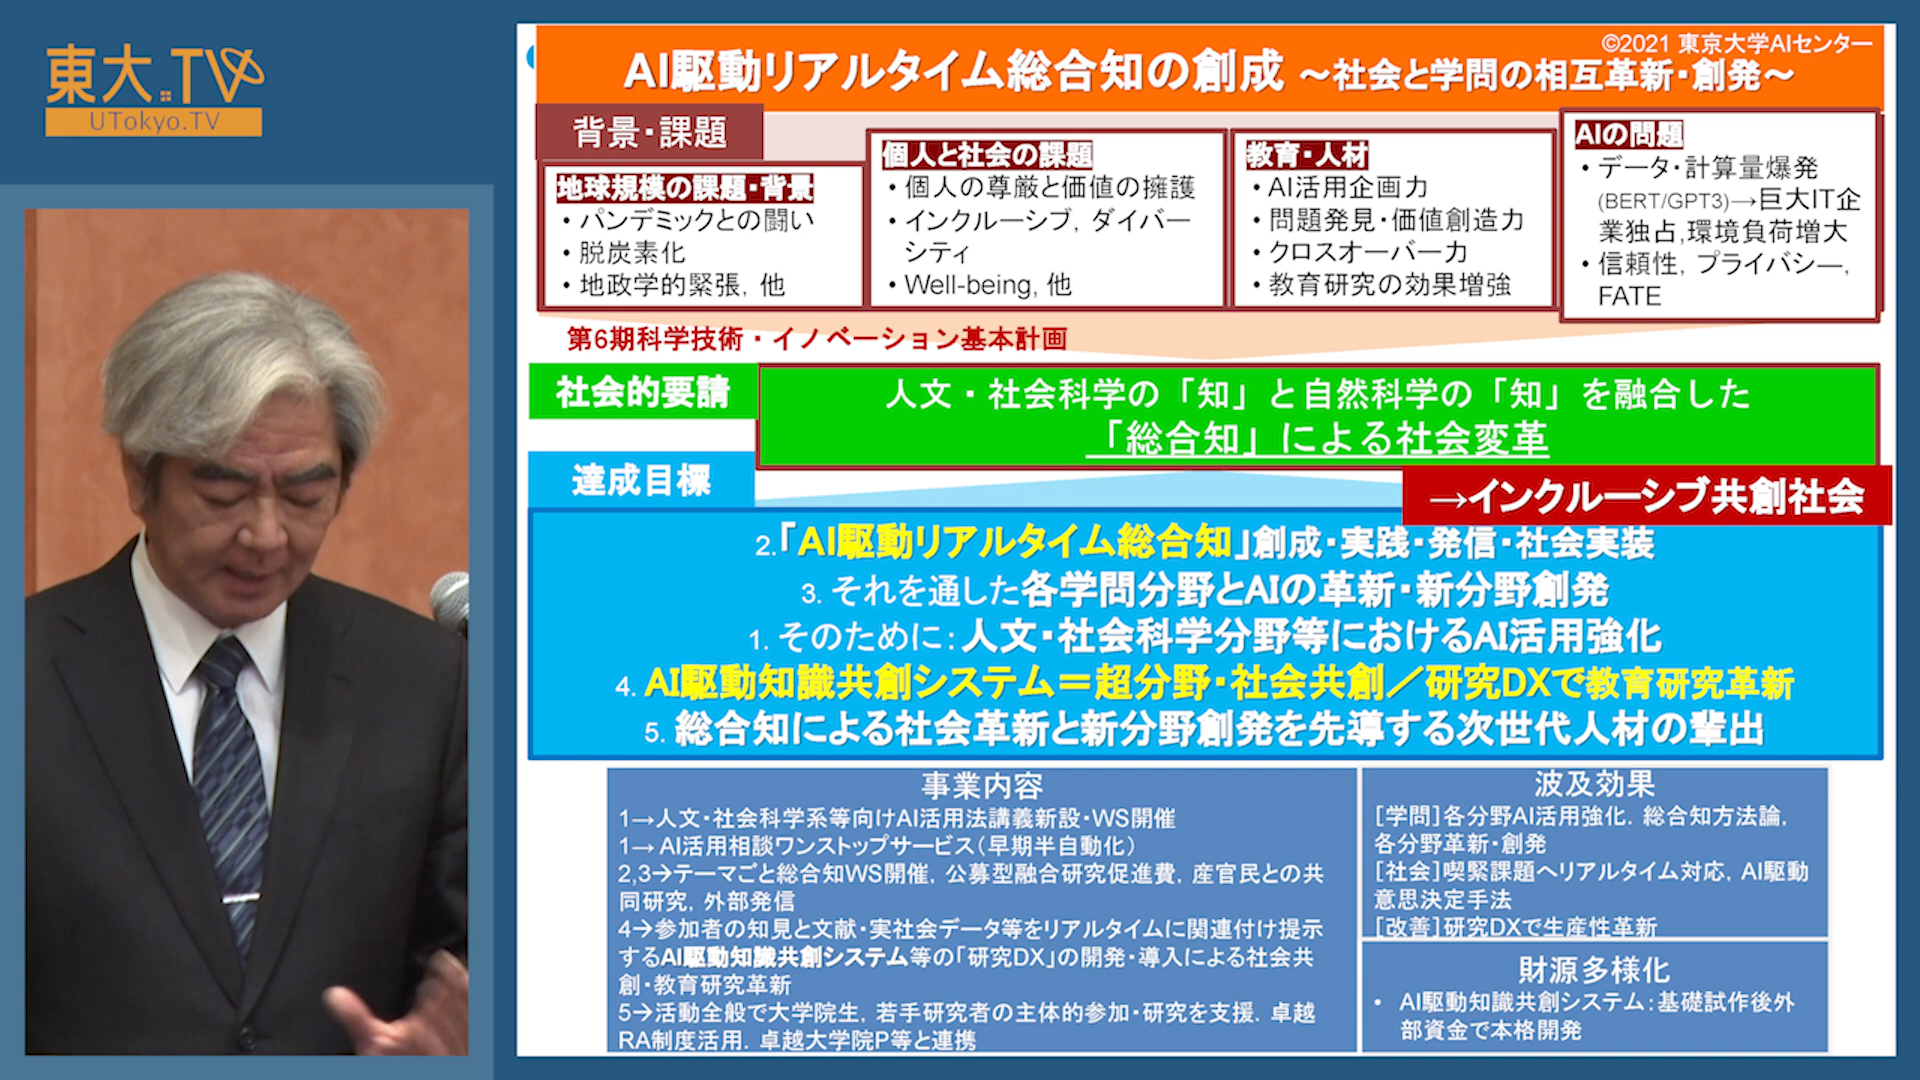 東大.TV
UTokyo.TV
©2021 東京大学AIセンター
AI駆動リアルタイム総合知の創成 ～社会と学問の相互革新・創発～
背景・課題
地球規模の課題・背景
・パンデミックとの闘い
・脱炭素化
・地政学的緊張, 他
個人と社会の課題
・個人の尊厳と価値の擁護
・インクルーシブ, ダイバー
シティ
・Well-being, 他
教育・人材
・AI活用企画力
・問題発見・価値創造力
・クロスオーバー力
・教育研究の効果増強
AIの問題
・データ・計算量爆発
(BERT/GPT3)→巨大IT企
業独占,環境負荷増大
・信頼性, プライバシー,
FATE
第6期科学技術・イノベーション基本計画
社会的要請
人文・社会科学の「知」と自然科学の「知」を融合した
「総合知」による社会変革
達成目標
→インクルーシブ共創社会
2.「AI駆動リアルタイム総合知」創成・実践・発信・社会実装
3. それを通した各学問分野とAIの革新・新分野創発
1. そのために：人文・社会科学分野等におけるAI活用強化
4. AI駆動知識共創システム＝超分野・社会共創／研究DXで教育研究革新
5. 総合知による社会革新と新分野創発を先導する次世代人材の輩出
事業内容
1→人文・社会科学系等向けAI活用法講義新設・WS開催
1→ AI活用相談ワンストップサービス（早期半自動化）
2,3→テーマごと総合知WS開催, 公募型融合研究促進費, 産官民との共
同研究, 外部発信
4→参加者の知見と文献・実社会データ等をリアルタイムに関連付け提示
するAI駆動知識共創システム等の「研究DX」の開発・導入による社会共
創・教育研究革新
5→活動全般で大学院生, 若手研究者の主体的参加・研究を支援. 卓越
RA制度活用. 卓越大学院P等と連携
波及効果
[学問]各分野AI活用強化. 総合知方法論,
各分野革新・創発
[社会]喫緊課題へリアルタイム対応, AI駆動
意思決定手法
[改善]研究DXで生産性革新
財源多様化
• AI駆動知識共創システム：基礎試作後外
部資金で本格開発